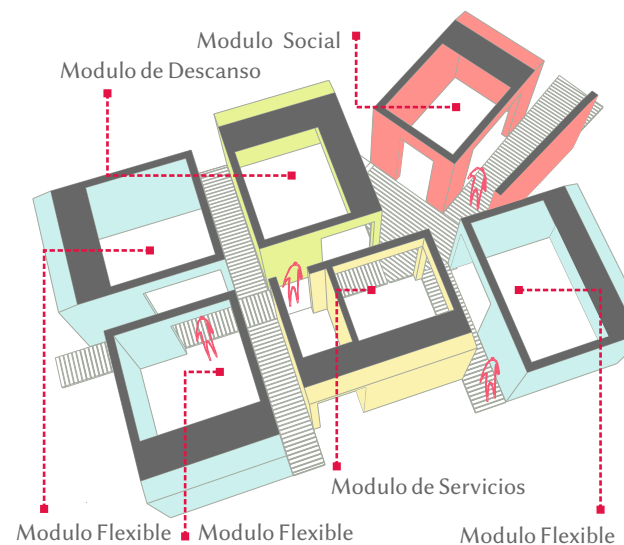 Modulo Social
Modulo de Descanso
Modulo de Servicios
Modulo Flexible
Modulo Flexible
Modulo Flexible